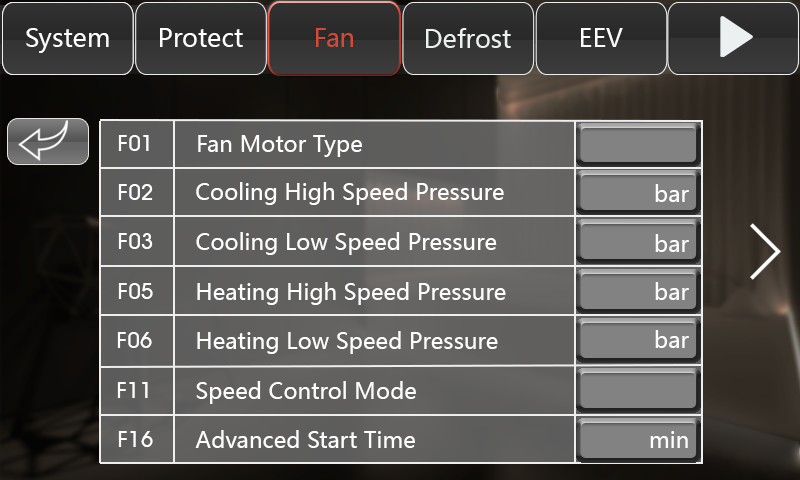 System Protect Fan Defrost EEV
F01 Fan Motor Type
F02 Cooling High Speed Pressure bar
F03 Cooling Low Speed Pressure bar
F05 Heating High Speed Pressure bar
F06 Heating Low Speed Pressure bar
F11 Speed Control Mode
F16 Advanced Start Time min